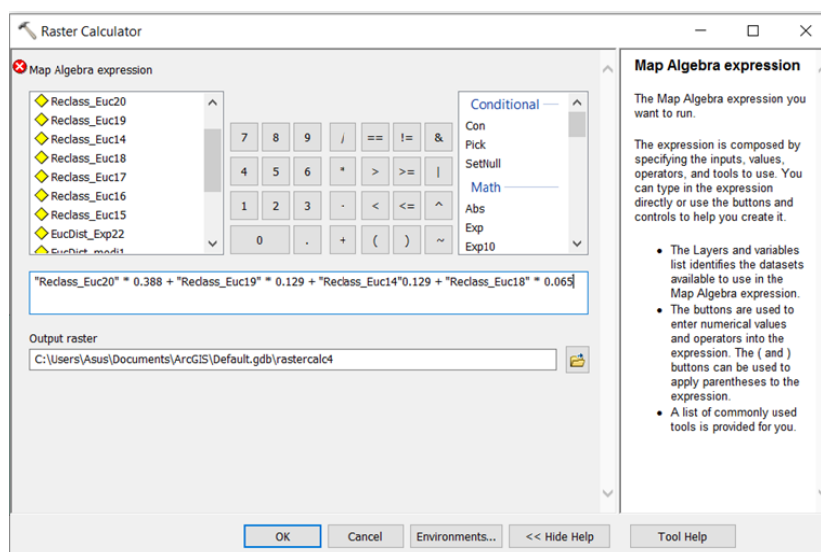 Raster Calculator
Map Algebra expression
Reclass_Euc20
Reclass_Euc19
Reclass_Euc14
Reclass_Euc18
Reclass_Euc17
Reclass_Euc16
Reclass_Euc15
EucDist_Exp22
EucDist_modi1
7 8 9 / == != &
4 5 6 * > >= |
1 2 3 - < <= ^
0 . + ( ) ~
Conditional
Con
Pick
SetNull
Math
Abs
Exp
Exp10
"Reclass_Euc20" * 0.388 + "Reclass_Euc19" * 0.129 + "Reclass_Euc14"0.129 + "Reclass_Euc18" * 0.065
Output raster
C:\Users\Asus\Documents\ArcGIS\Default.gdb\rastercalc4
OK
Cancel
Environments...
<< Hide Help
Tool Help
Map Algebra expression
The Map Algebra expression you
want to run.
The expression is composed by
specifying the inputs, values,
operators, and tools to use. You
can type in the expression
directly or use the buttons and
controls to help you create it.
• The Layers and variables
list identifies the datasets
available to use in the
Map Algebra expression.
• The buttons are used to
enter numerical values
and operators into the
expression. The ( and )
buttons can be used to
apply parentheses to the
expression.
• A list of commonly used
tools is provided for you.